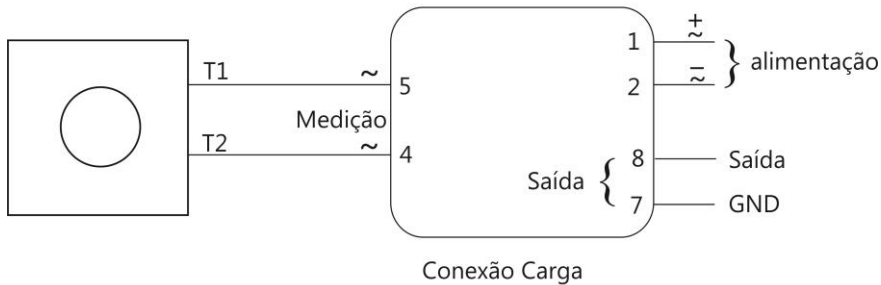 T1 ~ 5
Medição
T2 ~ 4
1 + ~
2 – ~
} alimentação
Saída {
8 Saída
7 GND
Conexão Carga